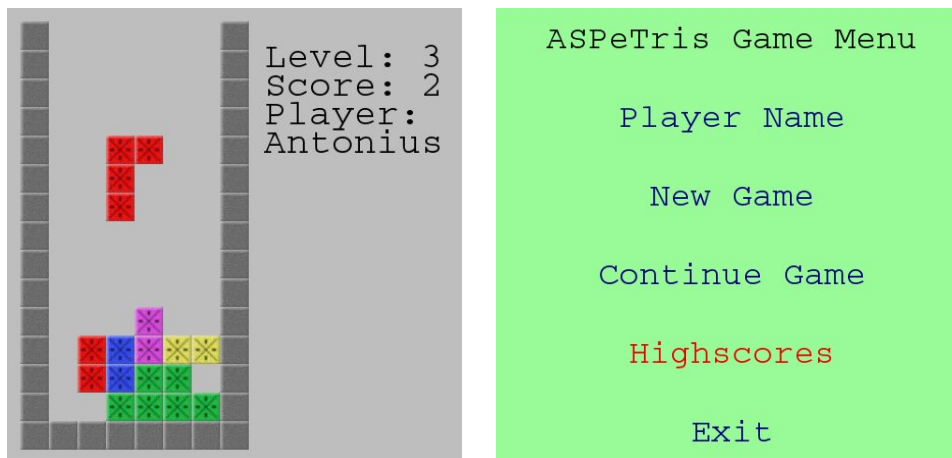 Level: 3
Score: 2
Player:
Antonius
ASPeTris Game Menu
Player Name
New Game
Continue Game
Highscores
Exit